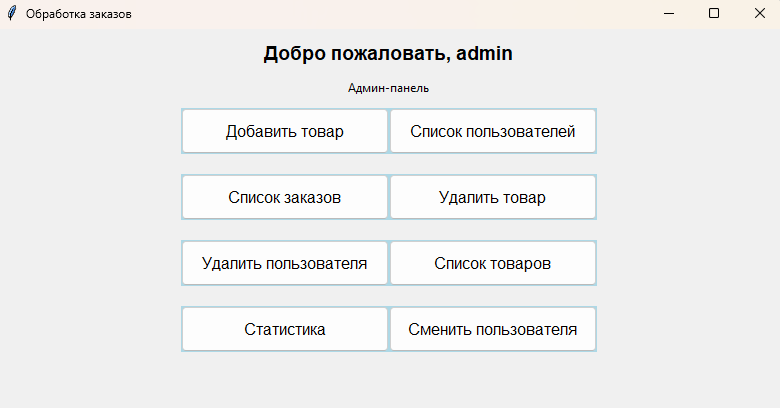 Обработка заказов
Добро пожаловать, admin
Админ-панель
Добавить товар Список пользователей
Список заказов Удалить товар
Удалить пользователя Список товаров
Статистика Сменить пользователя